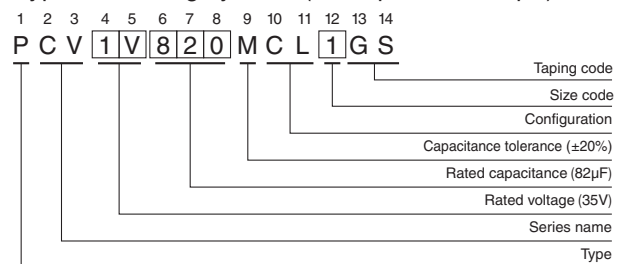 1 2 3 4 5 6 7 8 9 10 11 12 13 14
P C V 1 V 8 2 0 M C L 1 G S
Taping code
Size code
Configuration
Capacitance tolerance (±20%)
Rated capacitance (82µF)
Rated voltage (35V)
Series name
Type